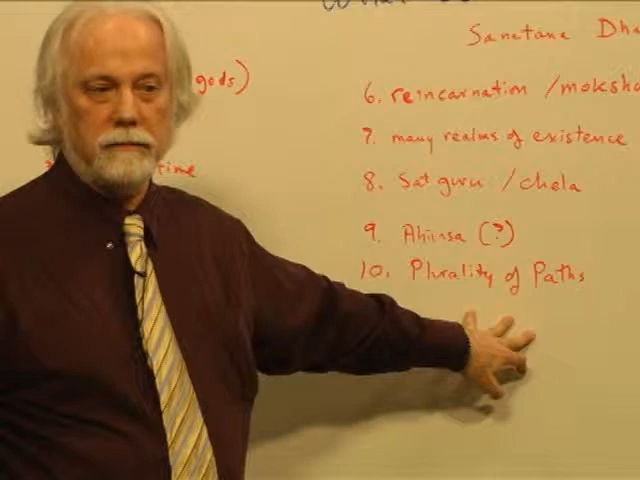 Sanatana Dha
gods)
6. reincarnation /moksha
7. many realms of existence
time
8. Sat guru / chela
9. Ahimsa (?)
10. Plurality of Paths